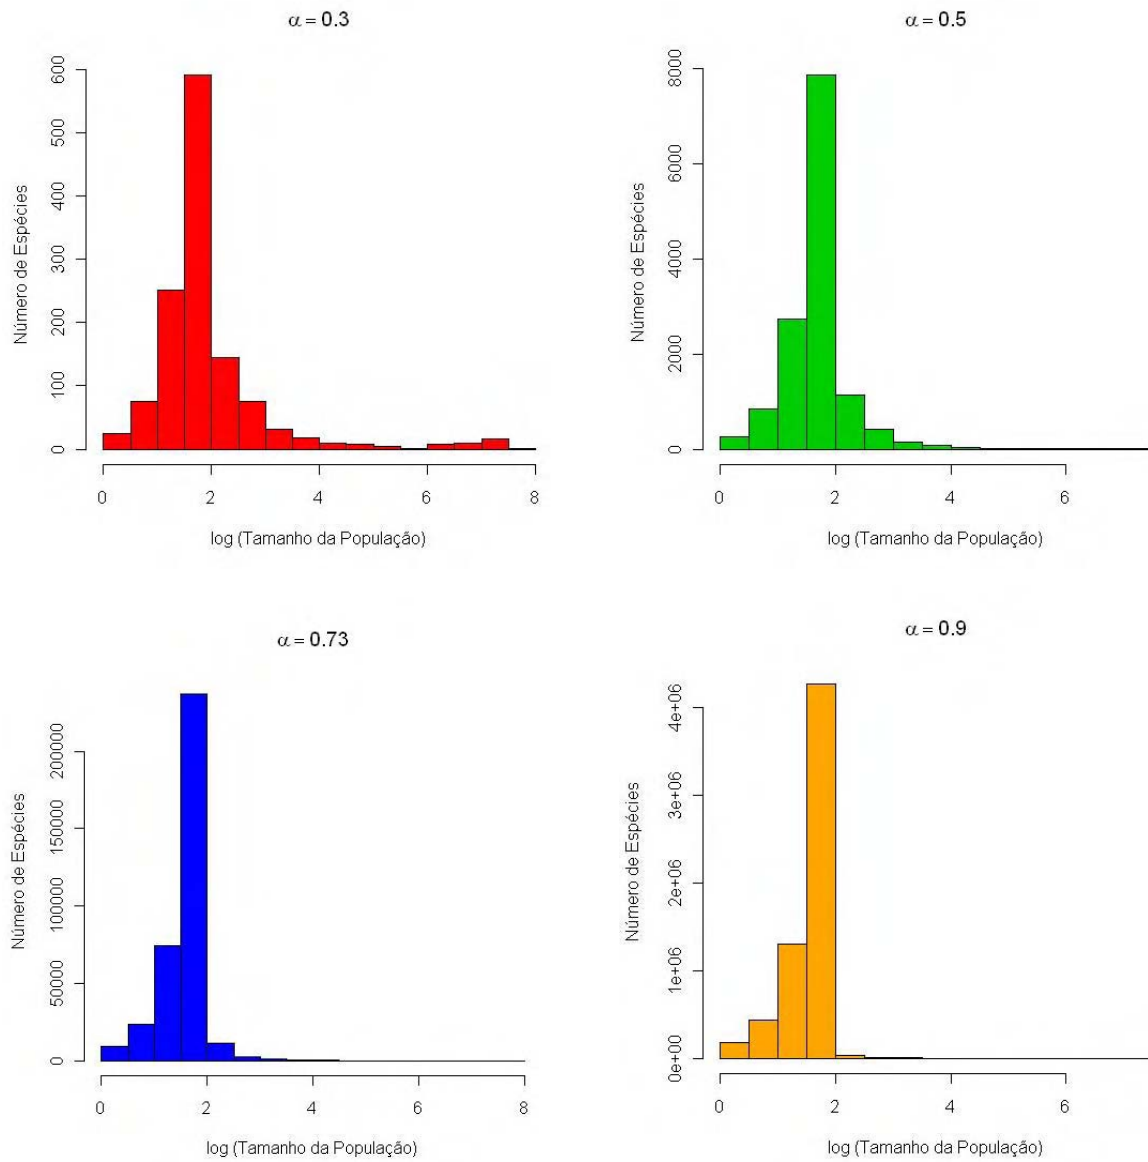 α = 0.3
Número de Espécies
0 100 200 300 400 500 600
0 2 4 6 8
log (Tamanho da População)
α = 0.5
Número de Espécies
0 2000 4000 6000 8000
0 2 4 6
log (Tamanho da População)
α = 0.73
Número de Espécies
0 50000 100000 150000 200000
0 2 4 6 8
log (Tamanho da População)
α = 0.9
Número de Espécies
0e+00 1e+06 2e+06 3e+06 4e+06
0 2 4 6
log (Tamanho da População)